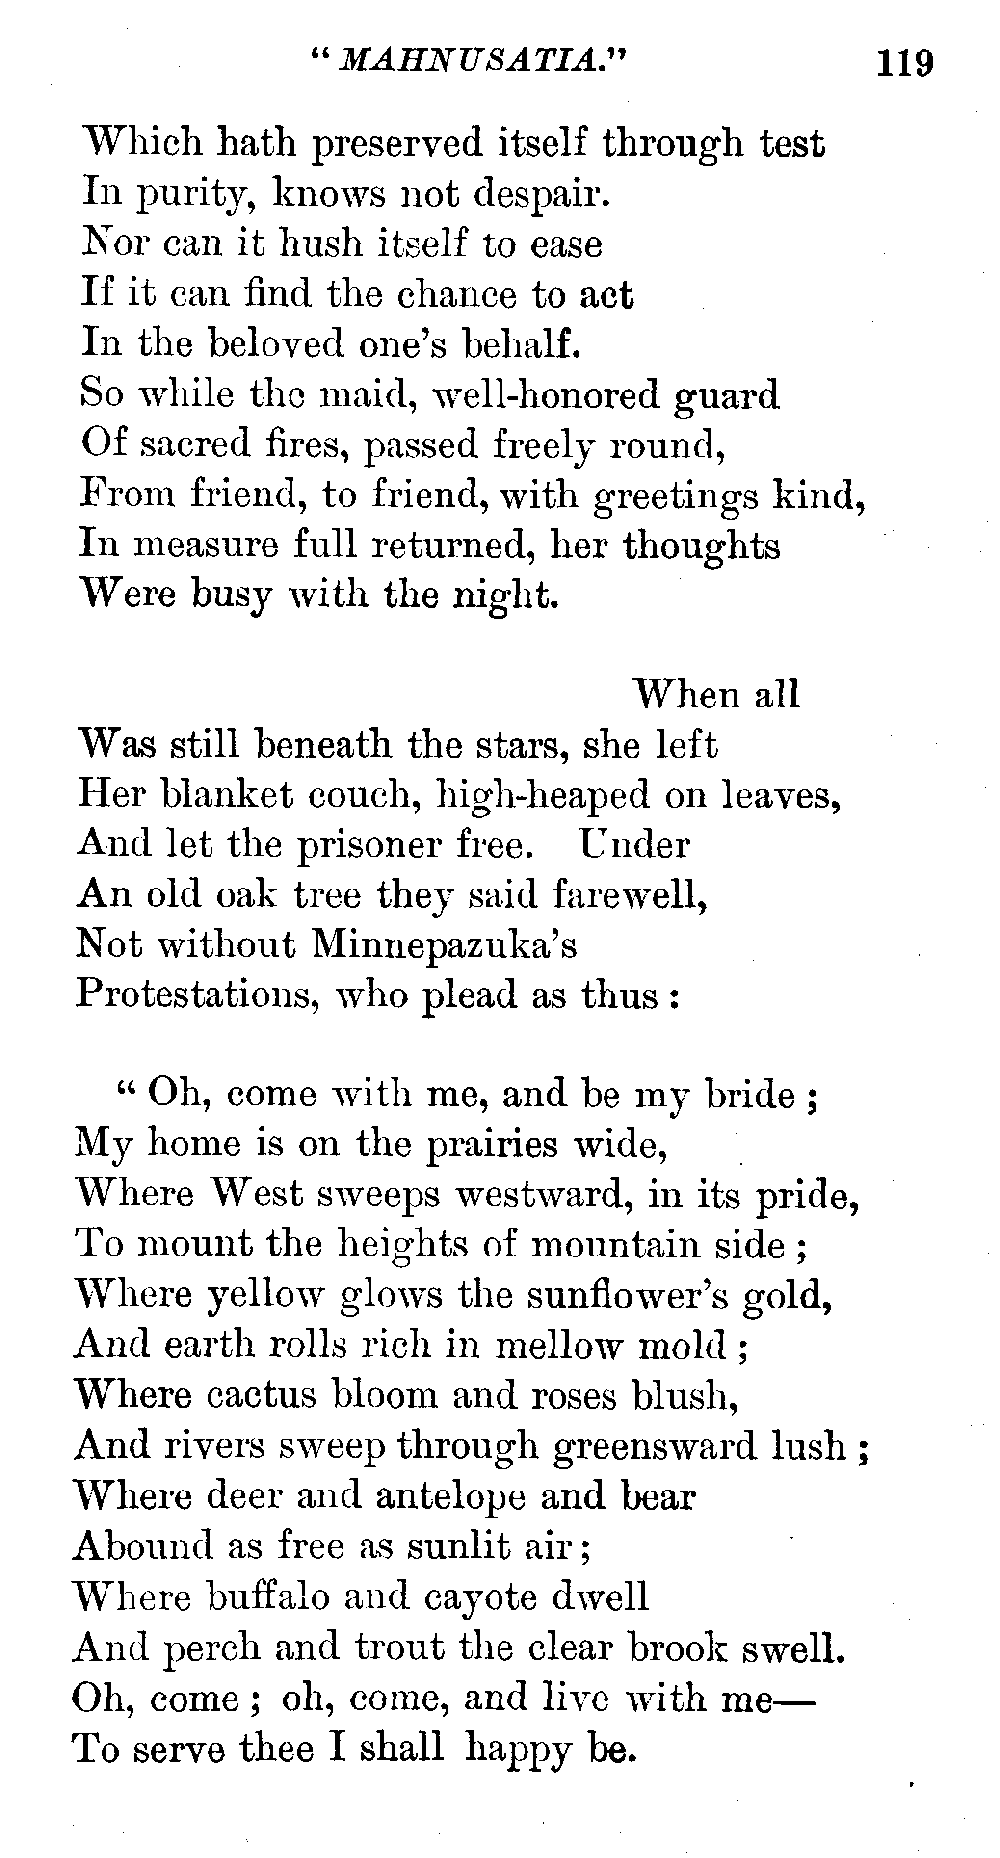 “ MAHNUSATIA.” 119
Which hath preserved itself through test
In purity, knows not despair.
Nor can it hush itself to ease
If it can find the chance to act
In the beloved one’s behalf.
So while the maid, well-honored guard
Of sacred fires, passed freely round,
From friend, to friend, with greetings kind,
In measure full returned, her thoughts
Were busy with the night.
When all
Was still beneath the stars, she left
Her blanket couch, high-heaped on leaves,
And let the prisoner free. Under
An old oak tree they said farewell,
Not without Minnepazuka’s
Protestations, who plead as thus :
“ Oh, come with me, and be my bride ;
My home is on the prairies wide,
Where West sweeps westward, in its pride,
To mount the heights of mountain side ;
Where yellow glows the sunflower’s gold,
And earth rolls rich in mellow mold ;
Where cactus bloom and roses blush,
And rivers sweep through greensward lush ;
Where deer and antelope and bear
Abound as free as sunlit air ;
Where buffalo and cayote dwell
And perch and trout the clear brook swell.
Oh, come ; oh, come, and live with me—
To serve thee I shall happy be.